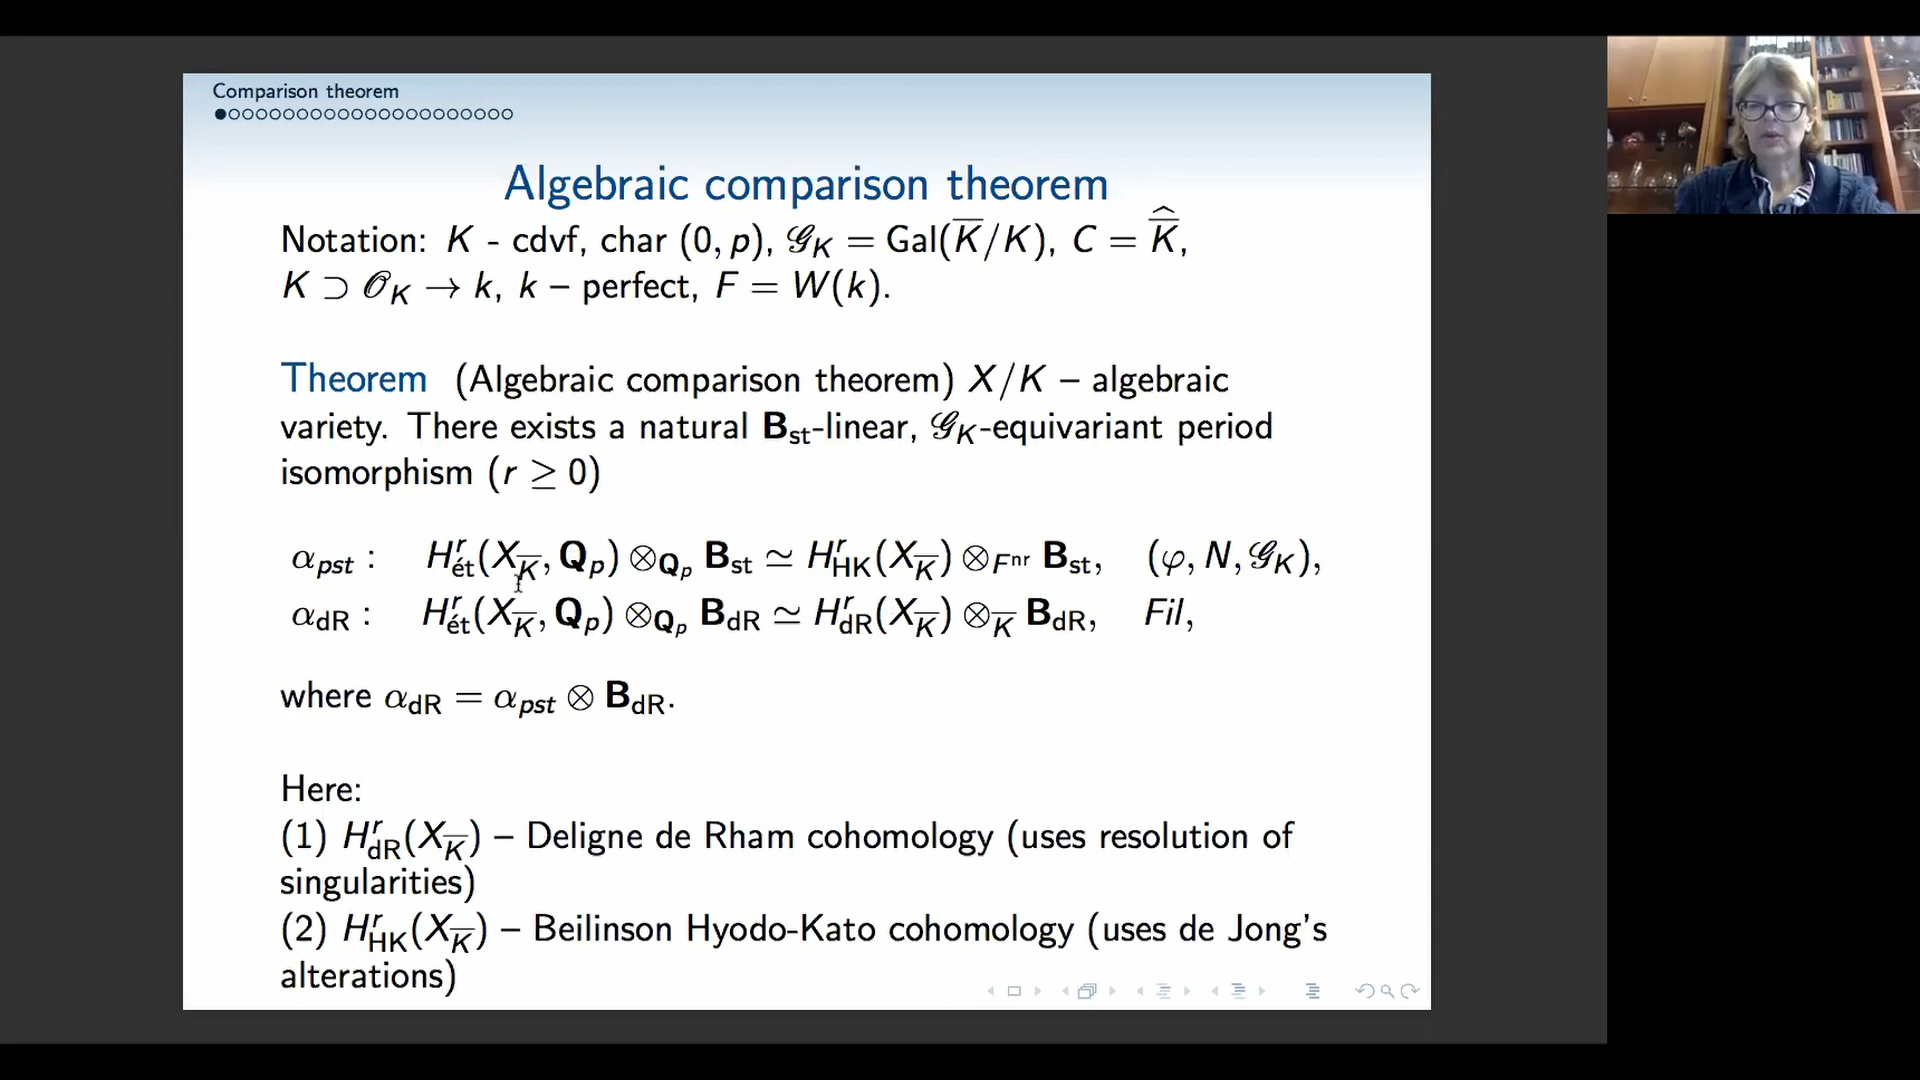 Comparison theorem
Algebraic comparison theorem
Notation: K - cdvf, char (0, p), 𝒢_K = Gal(K̅/K), C = \widehat{K̅},
K ⊃ 𝒪_K → k, k – perfect, F = W(k).
Theorem (Algebraic comparison theorem) X/K – algebraic
variety. There exists a natural B_st-linear, 𝒢_K-equivariant period
isomorphism (r ≥ 0)
α_pst : H^r_ét(X_K̅, Q_p) ⊗_{Q_p} B_st ≃ H^r_HK(X_K̅) ⊗_{F^nr} B_st, (φ, N, 𝒢_K),
α_dR : H^r_ét(X_K̅, Q_p) ⊗_{Q_p} B_dR ≃ H^r_dR(X_K̅) ⊗_K̅ B_dR, Fil,
where α_dR = α_pst ⊗ B_dR.
Here:
(1) H^r_dR(X_K̅) – Deligne de Rham cohomology (uses resolution of
singularities)
(2) H^r_HK(X_K̅) – Beilinson Hyodo-Kato cohomology (uses de Jong's
alterations)